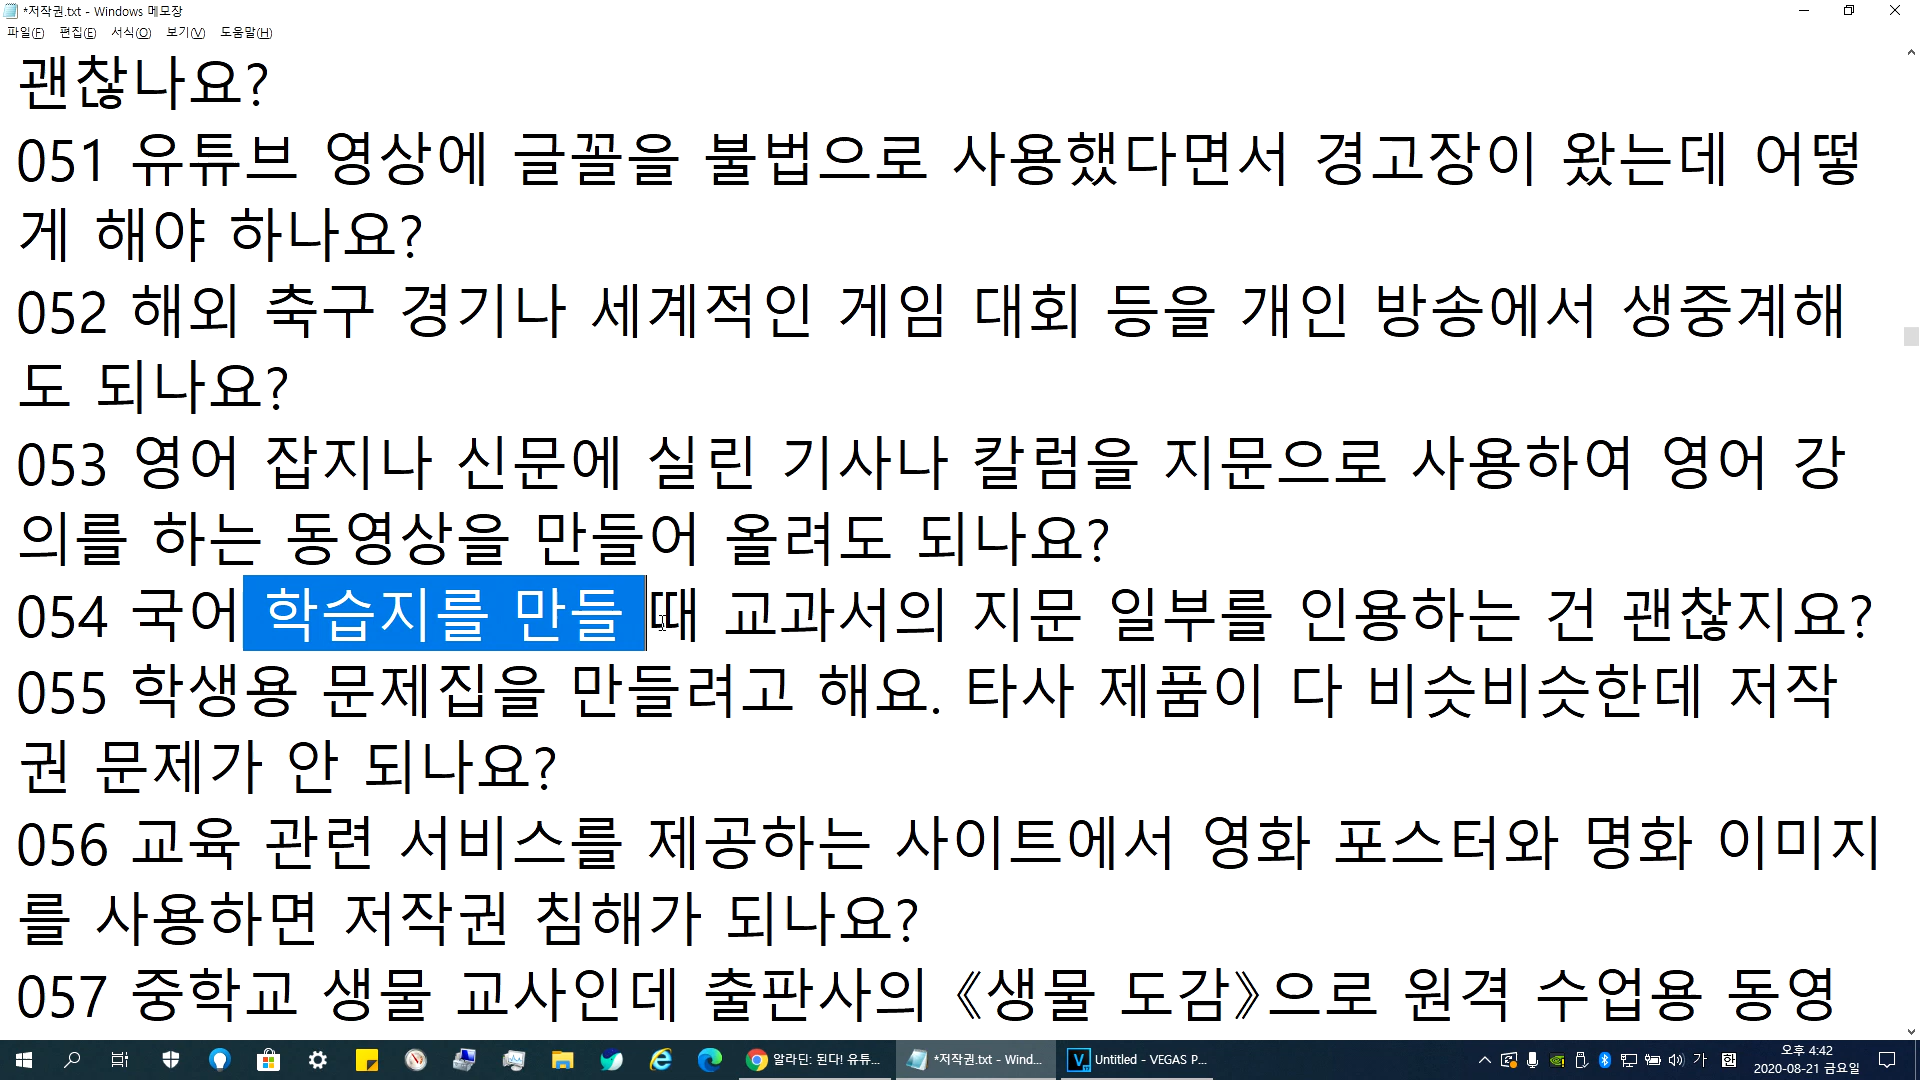 *저작권.txt - Windows 메모장
파일(F) 편집(E) 서식(O) 보기(V) 도움말(H)
괜찮나요?
051 유튜브 영상에 글꼴을 불법으로 사용했다면서 경고장이 왔는데 어떻
게 해야 하나요?
052 해외 축구 경기나 세계적인 게임 대회 등을 개인 방송에서 생중계해
도 되나요?
053 영어 잡지나 신문에 실린 기사나 칼럼을 지문으로 사용하여 영어 강
의를 하는 동영상을 만들어 올려도 되나요?
054 국어 학습지를 만들 때 교과서의 지문 일부를 인용하는 건 괜찮지요?
055 학생용 문제집을 만들려고 해요. 타사 제품이 다 비슷비슷한데 저작
권 문제가 안 되나요?
056 교육 관련 서비스를 제공하는 사이트에서 영화 포스터와 명화 이미지
를 사용하면 저작권 침해가 되나요?
057 중학교 생물 교사인데 출판사의 《생물 도감》으로 원격 수업용 동영
알라딘: 된다! 유튜... *저작권.txt - Wind... Untitled - VEGAS P... 가 한 오후 4:42
2020-08-21 금요일